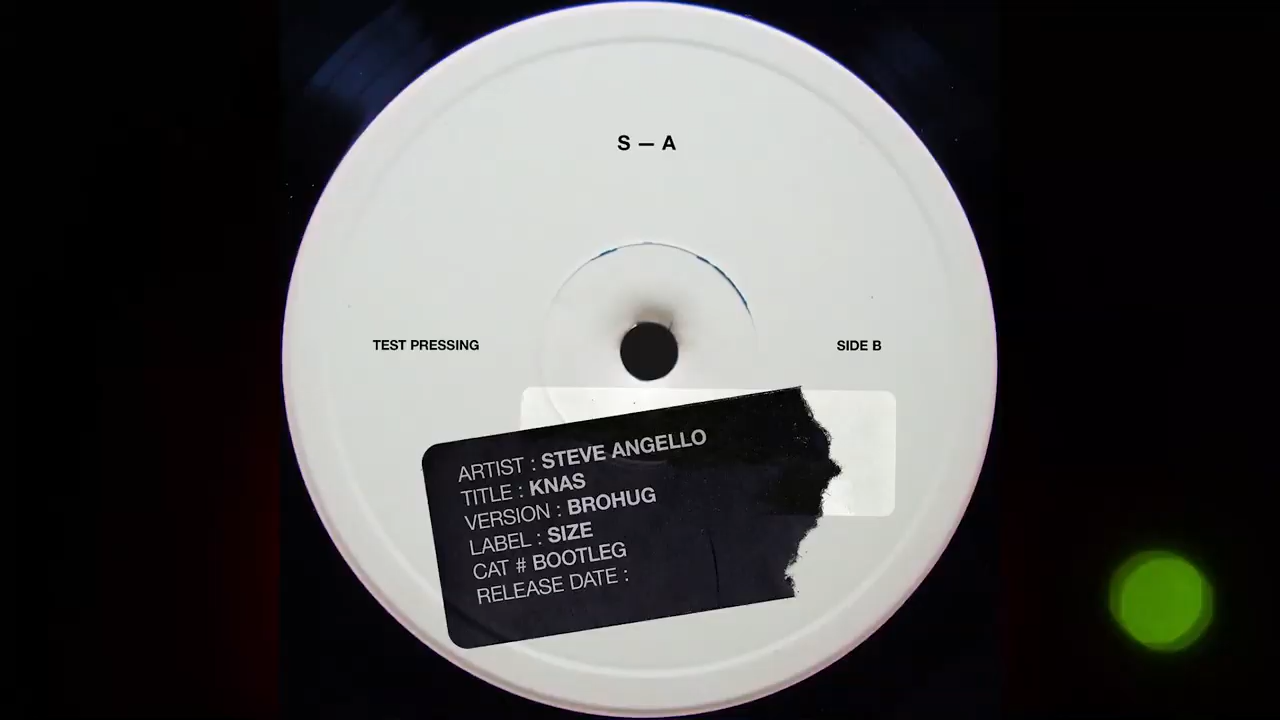 S — A
TEST PRESSING
SIDE B
ARTIST : STEVE ANGELLO
TITLE : KNAS
VERSION : BROHUG
LABEL : SIZE
CAT # BOOTLEG
RELEASE DATE :